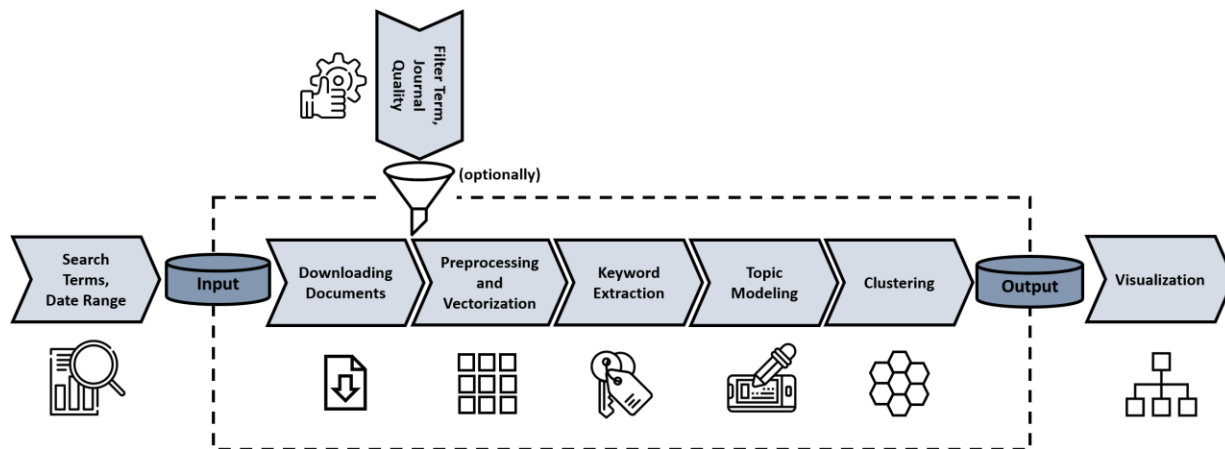 Filter Term,
Journal
Quality
(optionally)
Search
Terms,
Date Range
Input
Downloading
Documents
Preprocessing
and
Vectorization
Keyword
Extraction
Topic
Modeling
Clustering
Output
Visualization